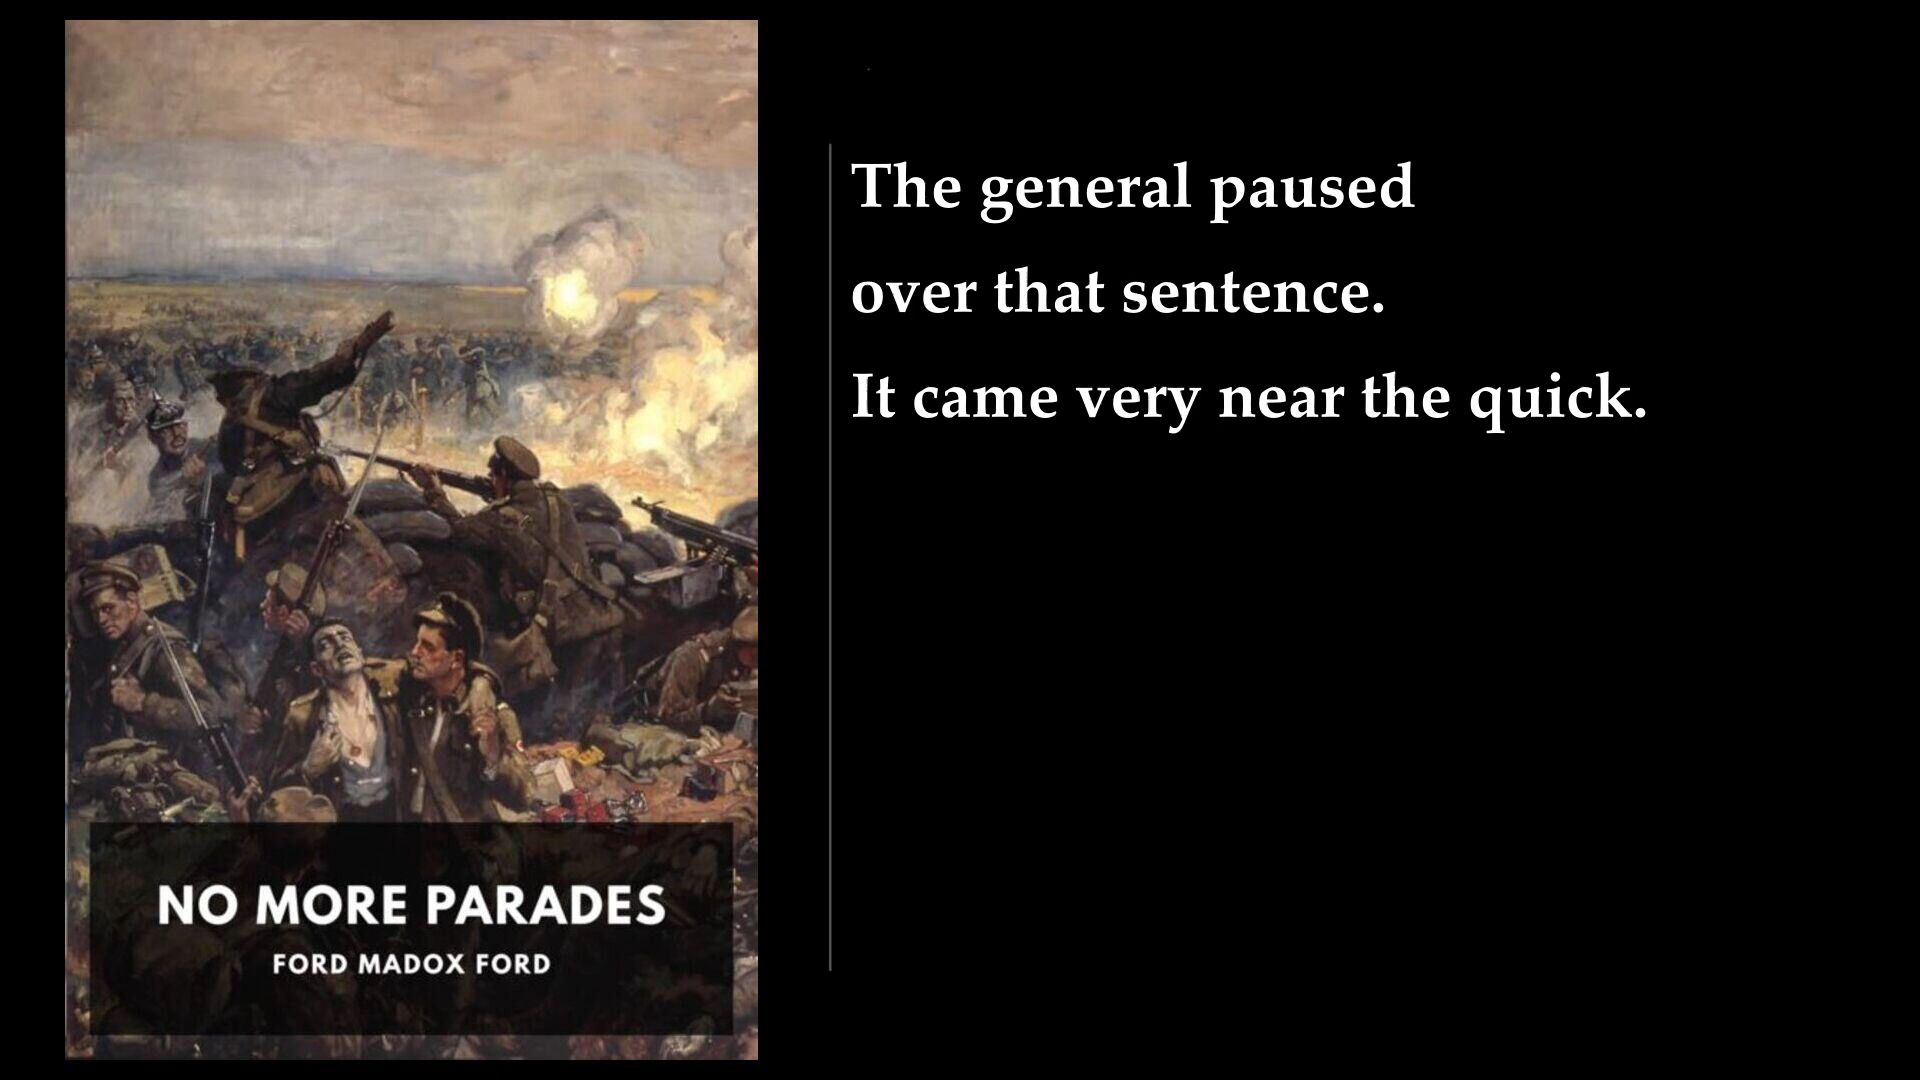 The general paused
over that sentence.
It came very near the quick.
NO MORE PARADES
FORD MADOX FORD